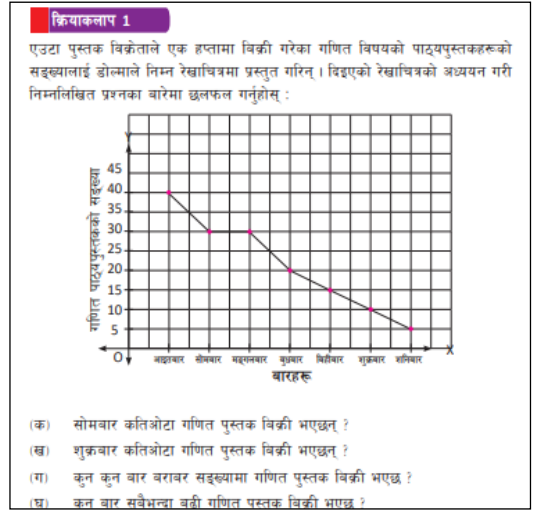 क्रियाकलाप 1
एउटा पुस्तक विक्रेताले एक हप्तामा बिक्री गरेका गणित विषयको पाठ्यपुस्तकहरूको
सङ्ख्यालाई डोल्माले निम्न रेखाचित्रमा प्रस्तुत गरिन् । दिइएको रेखाचित्रको अध्ययन गरी
निम्नलिखित प्रश्नका बारेमा छलफल गर्नुहोस् :
Y
गणित पाठ्यपुस्तकको सङ्ख्या
45
40
35
30
25
20
15
10
5
O
आइतबार सोमबार मङ्गलबार बुधबार बिहीबार शुक्रबार शनिबार
X
बारहरू
(क) सोमबार कतिओटा गणित पुस्तक बिक्री भएछन् ?
(ख) शुक्रबार कतिओटा गणित पुस्तक बिक्री भएछन् ?
(ग) कुन कुन बार बराबर सङ्ख्यामा गणित पुस्तक बिक्री भएछ ?
(घ) कुन बार सबैभन्दा बढी गणित पुस्तक बिक्री भएछ ?